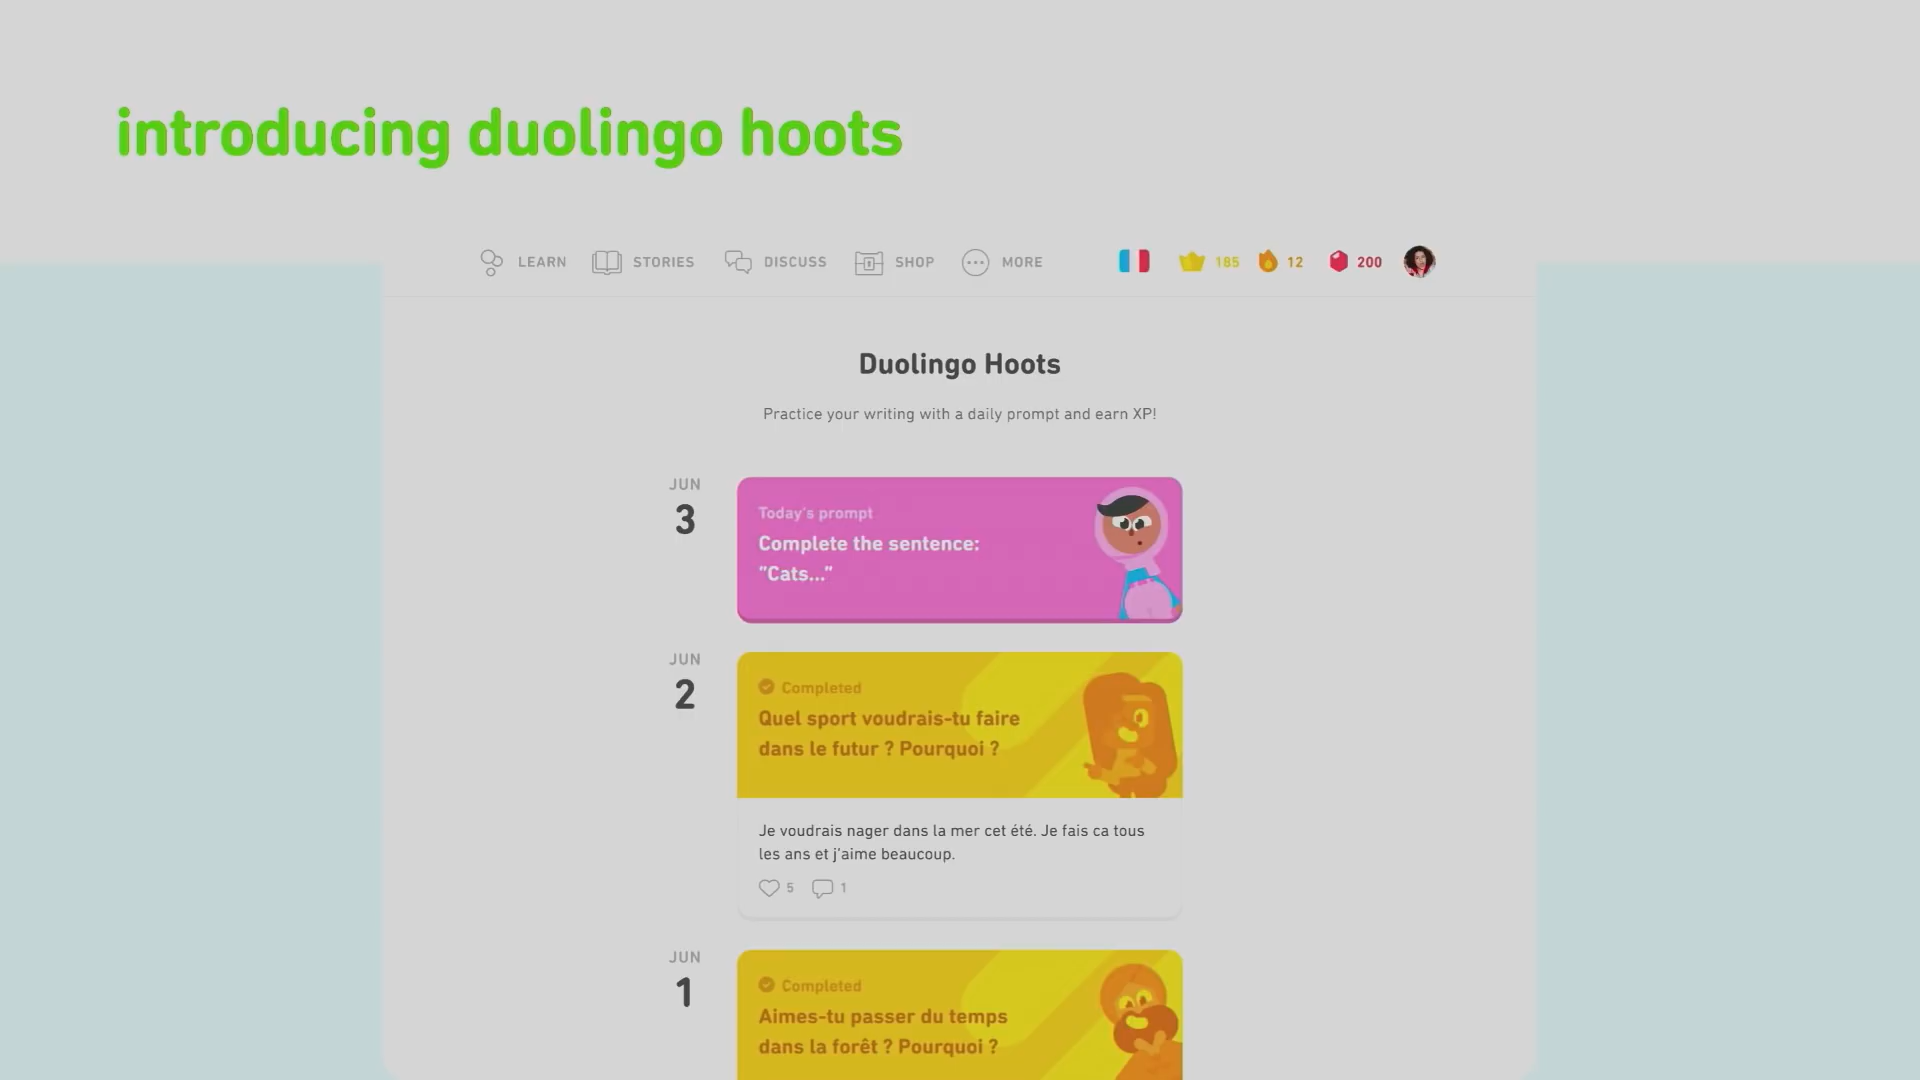 introducing duolingo hoots
LEARN STORIES DISCUSS SHOP MORE 185 12 200
Duolingo Hoots
Practice your writing with a daily prompt and earn XP!
JUN
3
Today's prompt
Complete the sentence:
"Cats..."
JUN
2
Completed
Quel sport voudrais-tu faire
dans le futur ? Pourquoi ?
Je voudrais nager dans la mer cet été. Je fais ca tous
les ans et j'aime beaucoup.
5 1
JUN
1
Completed
Aimes-tu passer du temps
dans la forêt ? Pourquoi ?